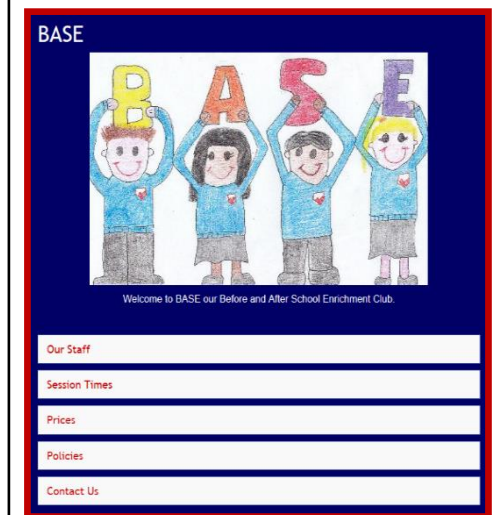 BASE
B A S E
Welcome to BASE our Before and After School Enrichment Club.
Our Staff
Session Times
Prices
Policies
Contact Us